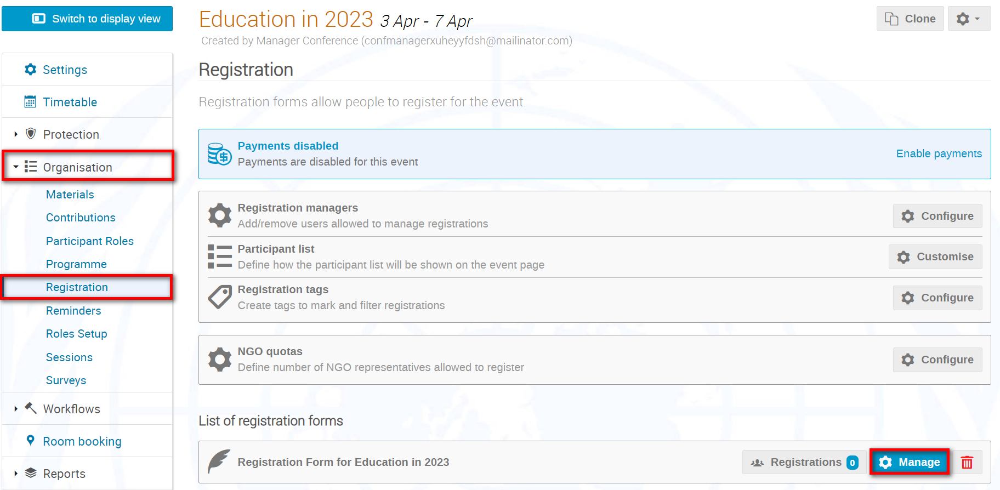 Switch to display view
Education in 2023 3 Apr - 7 Apr
Clone
Created by Manager Conference (confmanagerxuheyyfdsh@mailinator.com)
Settings
Timetable
Protection
Organisation
Materials
Contributions
Participant Roles
Programme
Registration
Reminders
Roles Setup
Sessions
Surveys
Workflows
Room booking
Reports
Registration
Registration forms allow people to register for the event.
Payments disabled
Payments are disabled for this event
Enable payments
Registration managers
Add/remove users allowed to manage registrations
Configure
Participant list
Define how the participant list will be shown on the event page
Customise
Registration tags
Create tags to mark and filter registrations
Configure
NGO quotas
Define number of NGO representatives allowed to register
Configure
List of registration forms
Registration Form for Education in 2023
Registrations 0
Manage